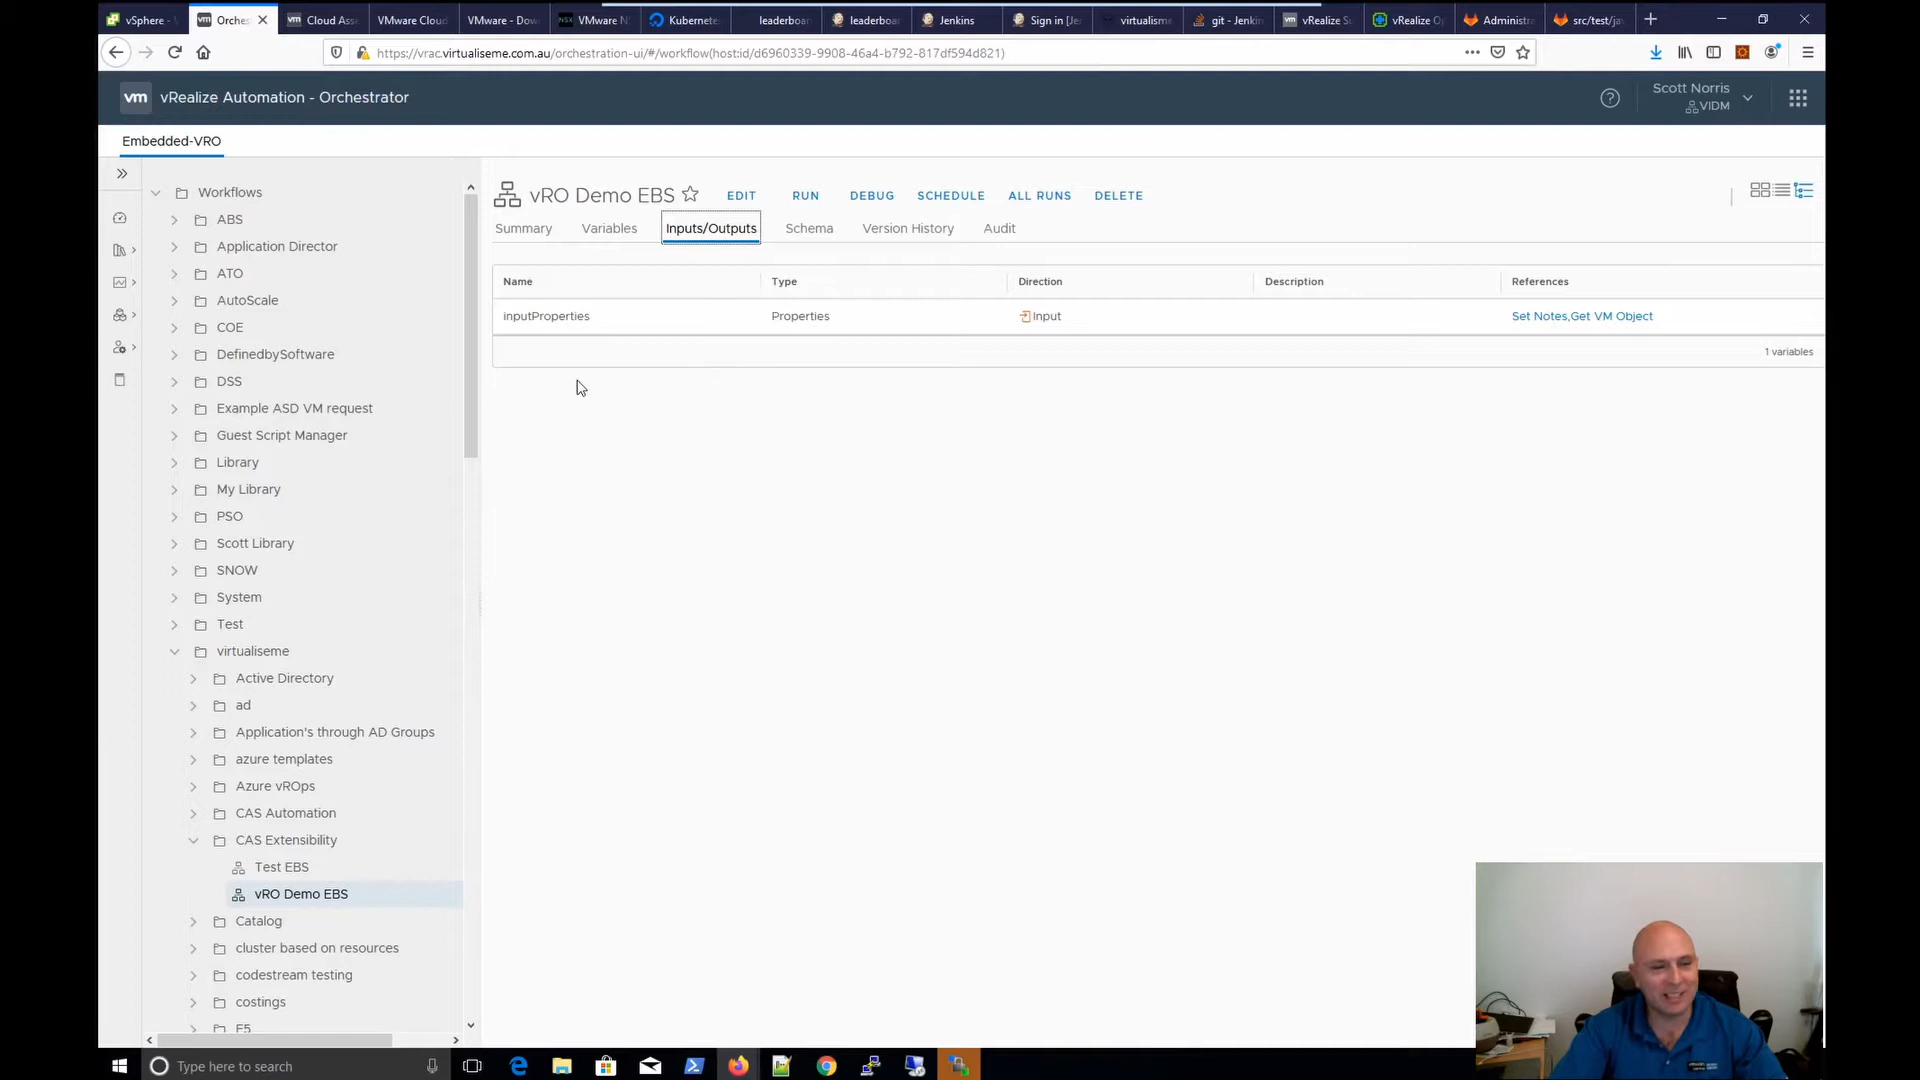 vSphere -
Orches
Cloud Ass
VMware Cloud
VMware - Dow
VMware N
Kubernete
leaderboa
leaderboa
Jenkins
Sign in [Je
virtualisme
git - Jenki
vRealize Su
vRealize Op
Administra
src/test/ja
https://vrac.virtualiseme.com.au/orchestration-ui/#/workflow(host:id/d6960339-9908-46a4-b792-817df594d821)
vm vRealize Automation - Orchestrator
Scott Norris
VIDM
Embedded-VRO
Workflows
ABS
Application Director
ATO
AutoScale
COE
DefinedbySoftware
DSS
Example ASD VM request
Guest Script Manager
Library
My Library
PSO
Scott Library
SNOW
System
Test
virtualiseme
Active Directory
ad
Application's through AD Groups
azure templates
Azure vROps
CAS Automation
CAS Extensibility
Test EBS
vRO Demo EBS
Catalog
cluster based on resources
codestream testing
costings
F5
vRO Demo EBS EDIT RUN DEBUG SCHEDULE ALL RUNS DELETE
Summary Variables Inputs/Outputs Schema Version History Audit
Name Type Direction Description References
inputProperties Properties Input Set Notes,Get VM Object
1 variables
Type here to search